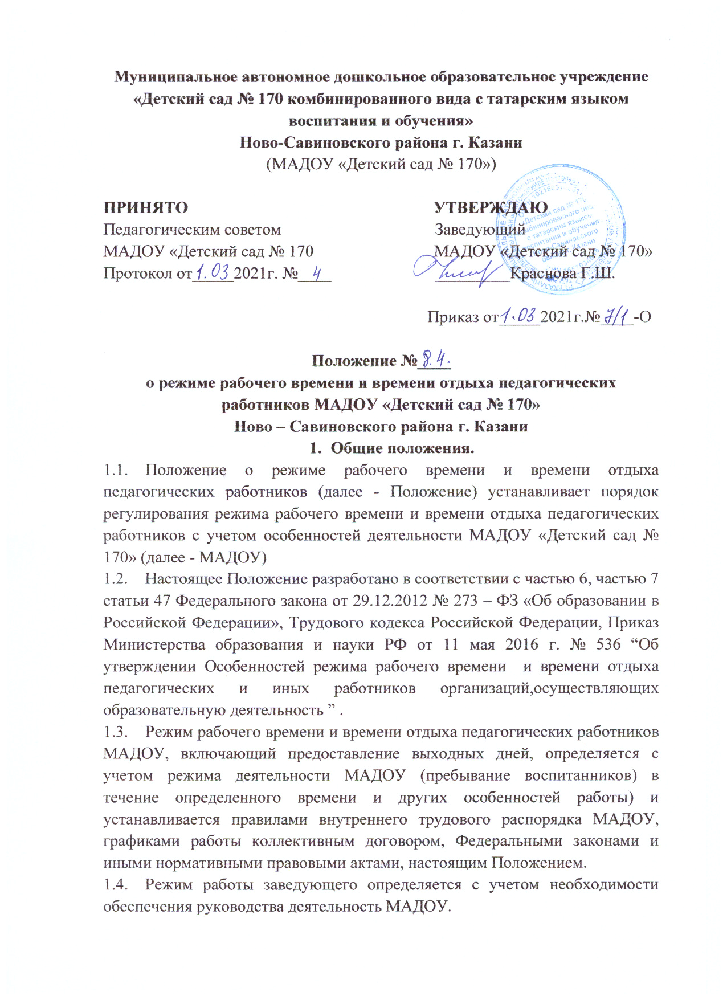 Муниципальное автономное дошкольное образовательное учреждение
«Детский сад № 170 комбинированного вида с татарским языком
воспитания и обучения»
Ново-Савиновского района г. Казани
(МАДОУ «Детский сад № 170»)
ПРИНЯТО
Педагогическим советом
МАДОУ «Детский сад № 170
Протокол от 1.03 2021г. № 4
УТВЕРЖДАЮ
Заведующий
МАДОУ «Детский сад № 170»
Краснова Г.Ш.
«Детский сад № 170
с татарским языком
воспитания и обучения
Казани
Приказ от 1.03 2021г.№ 7/1 -О
Положение № 8.4.
о режиме рабочего времени и времени отдыха педагогических
работников МАДОУ «Детский сад № 170»
Ново – Савиновского района г. Казани
1. Общие положения.
1.1. Положение о режиме рабочего времени и времени отдыха
педагогических работников (далее - Положение) устанавливает порядок
регулирования режима рабочего времени и времени отдыха педагогических
работников с учетом особенностей деятельности МАДОУ «Детский сад №
170» (далее - МАДОУ)
1.2. Настоящее Положение разработано в соответствии с частью 6, частью 7
статьи 47 Федерального закона от 29.12.2012 № 273 – ФЗ «Об образовании в
Российской Федерации», Трудового кодекса Российской Федерации, Приказ
Министерства образования и науки РФ от 11 мая 2016 г. № 536 “Об
утверждении Особенностей режима рабочего времени и времени отдыха
педагогических и иных работников организаций,осуществляющих
образовательную деятельность ” .
1.3. Режим рабочего времени и времени отдыха педагогических работников
МАДОУ, включающий предоставление выходных дней, определяется с
учетом режима деятельности МАДОУ (пребывание воспитанников) в
течение определенного времени и других особенностей работы) и
устанавливается правилами внутреннего трудового распорядка МАДОУ,
графиками работы коллективным договором, Федеральными законами и
иными нормативными правовыми актами, настоящим Положением.
1.4. Режим работы заведующего определяется с учетом необходимости
обеспечения руководства деятельность МАДОУ.